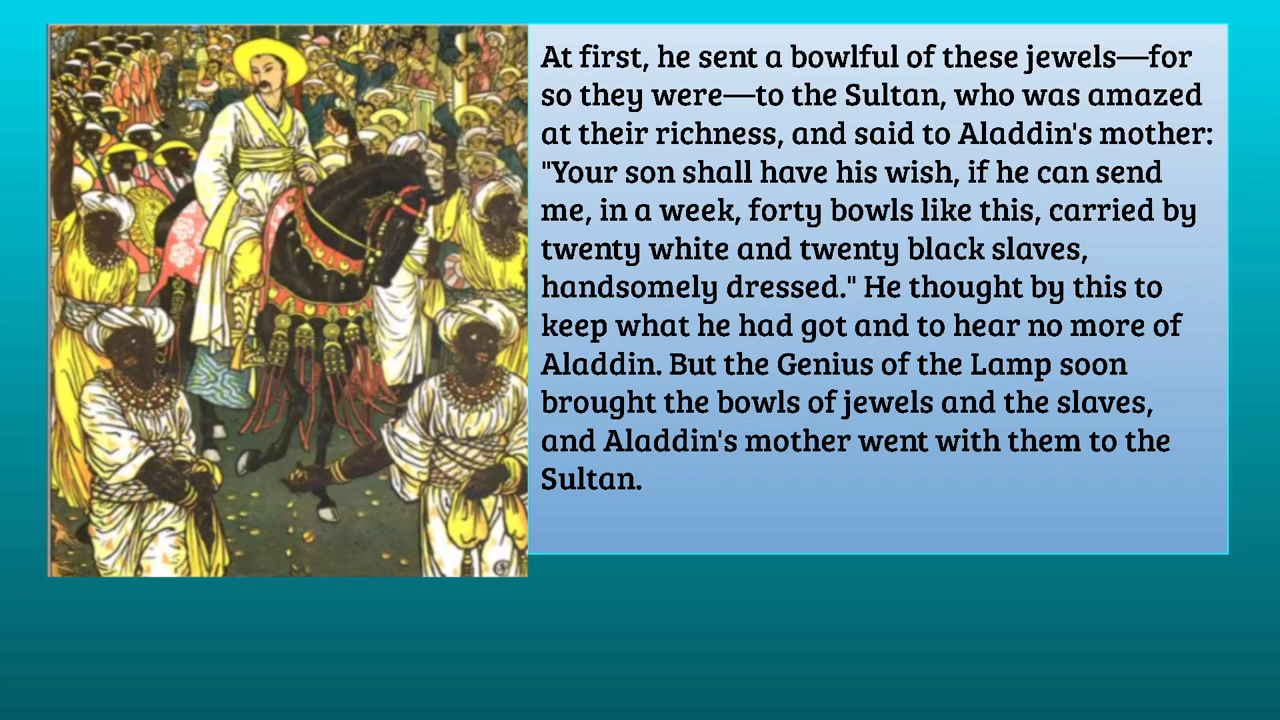 At first, he sent a bowlful of these jewels—for
so they were—to the Sultan, who was amazed
at their richness, and said to Aladdin's mother:
"Your son shall have his wish, if he can send
me, in a week, forty bowls like this, carried by
twenty white and twenty black slaves,
handsomely dressed." He thought by this to
keep what he had got and to hear no more of
Aladdin. But the Genius of the Lamp soon
brought the bowls of jewels and the slaves,
and Aladdin's mother went with them to the
Sultan.